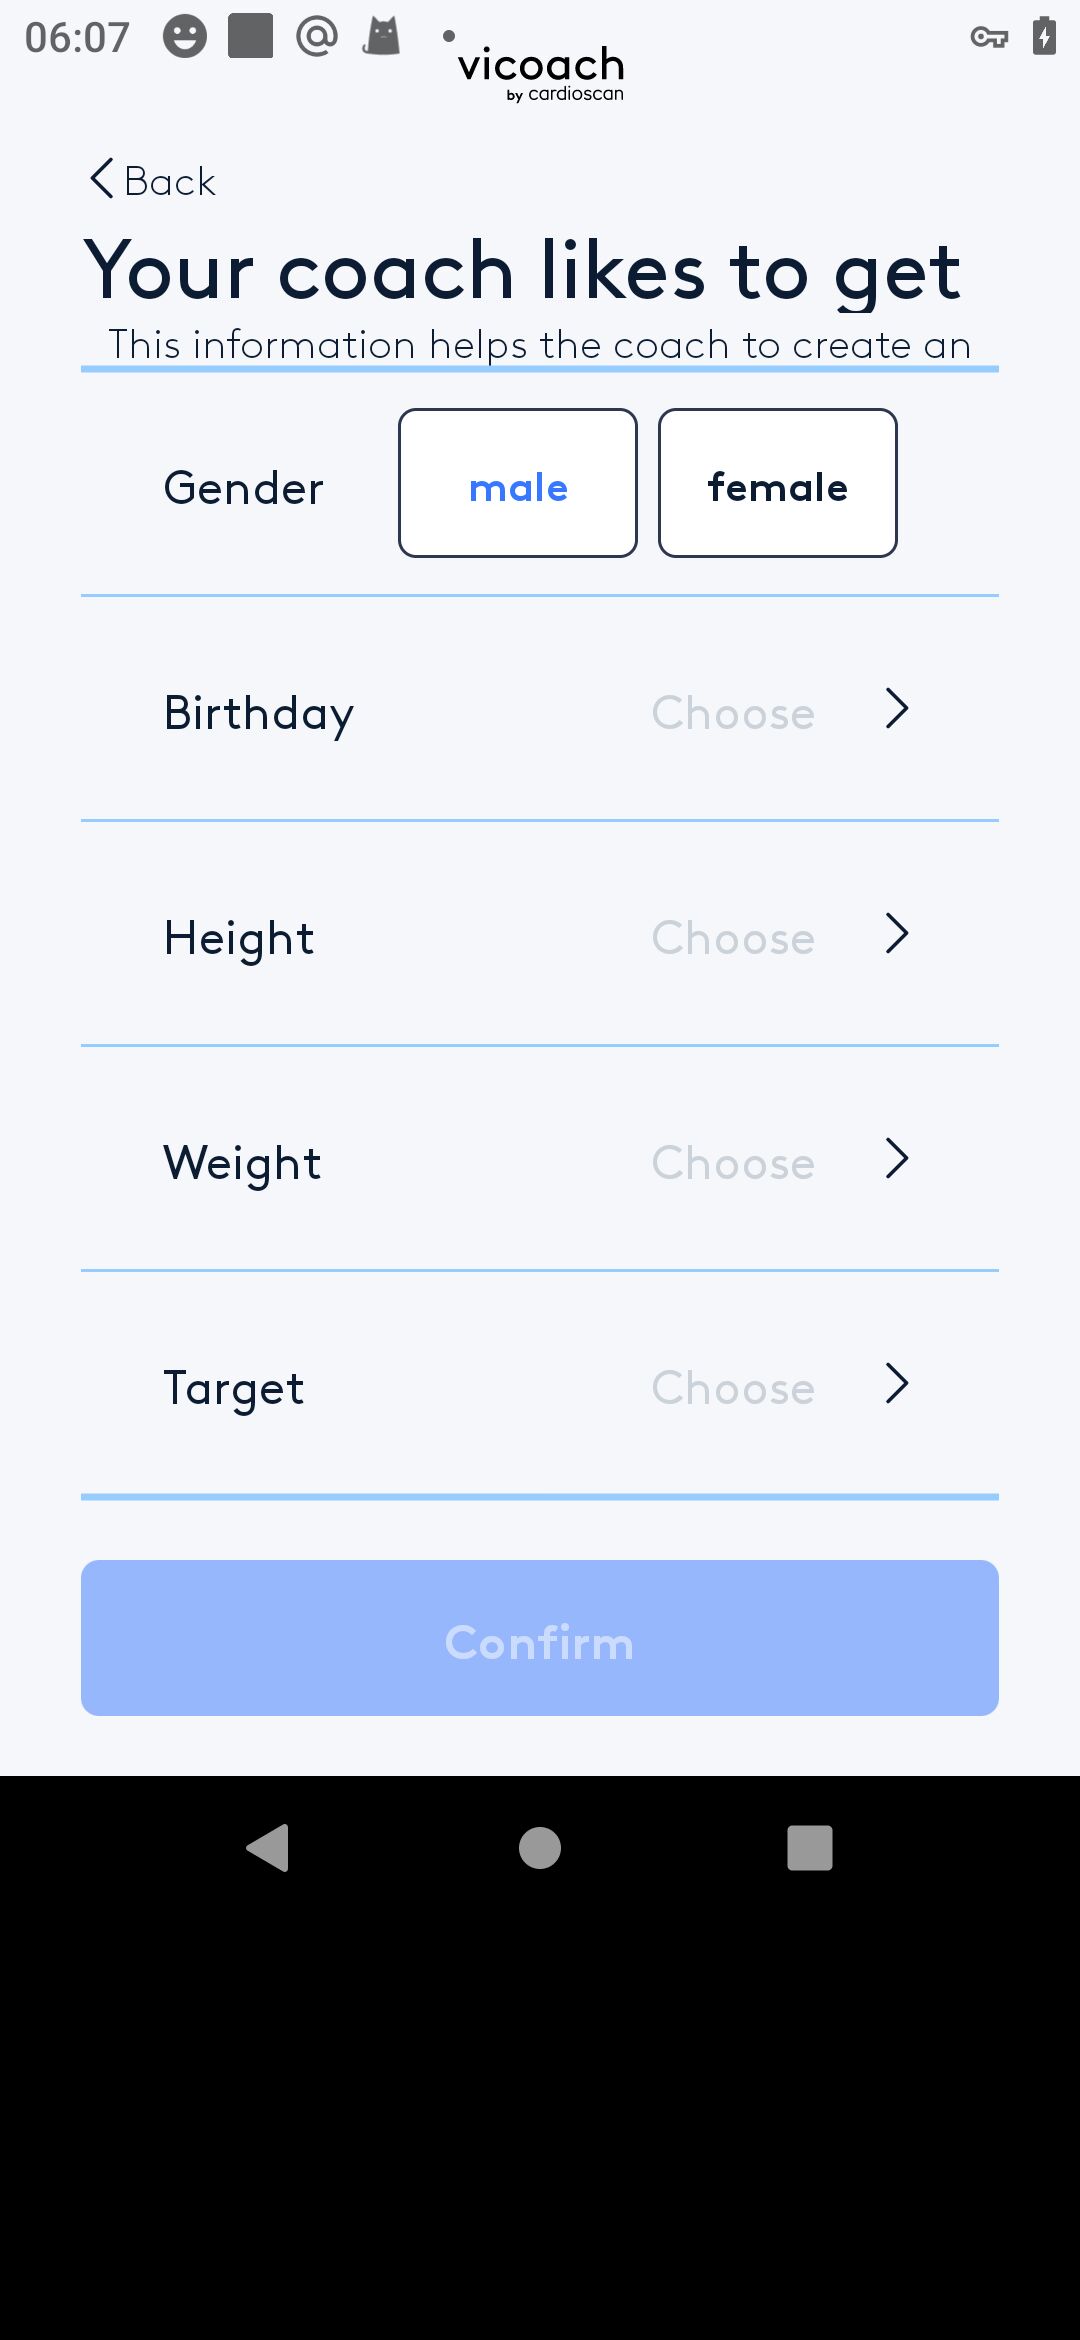 06:07
vicoach
by cardioscan
Back
Your coach likes to get
This information helps the coach to create an
Gender male female
Birthday Choose
Height Choose
Weight Choose
Target Choose
Confirm